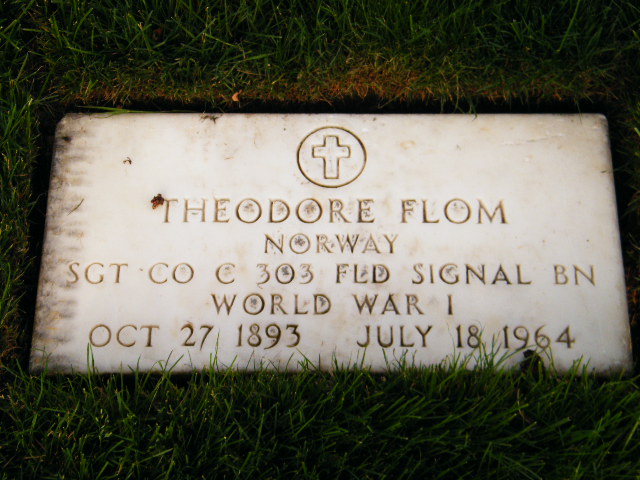 THEODORE FLOM
NORWAY
SGT CO C 303 FLD SIGNAL BN
WORLD WAR I
OCT 27 1893 JULY 18 1964